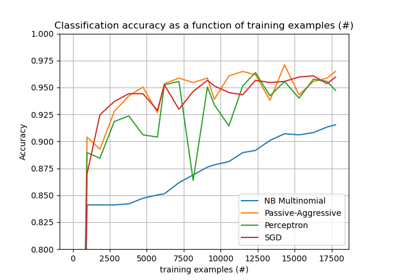 Classification accuracy as a function of training examples (#)
1.000
0.975
0.950
0.925
0.900
0.875
0.850
0.825
0.800
Accuracy
NB Multinomial
Passive-Aggressive
Perceptron
SGD
0 2500 5000 7500 10000 12500 15000 17500
training examples (#)